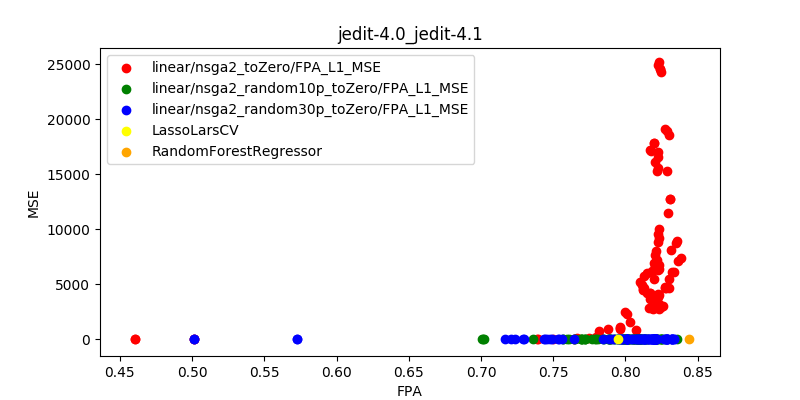 jedit-4.0_jedit-4.1
linear/nsga2_toZero/FPA_L1_MSE
linear/nsga2_random10p_toZero/FPA_L1_MSE
linear/nsga2_random30p_toZero/FPA_L1_MSE
LassoLarsCV
RandomForestRegressor
MSE
25000
20000
15000
10000
5000
0
0.45 0.50 0.55 0.60 0.65 0.70 0.75 0.80 0.85
FPA